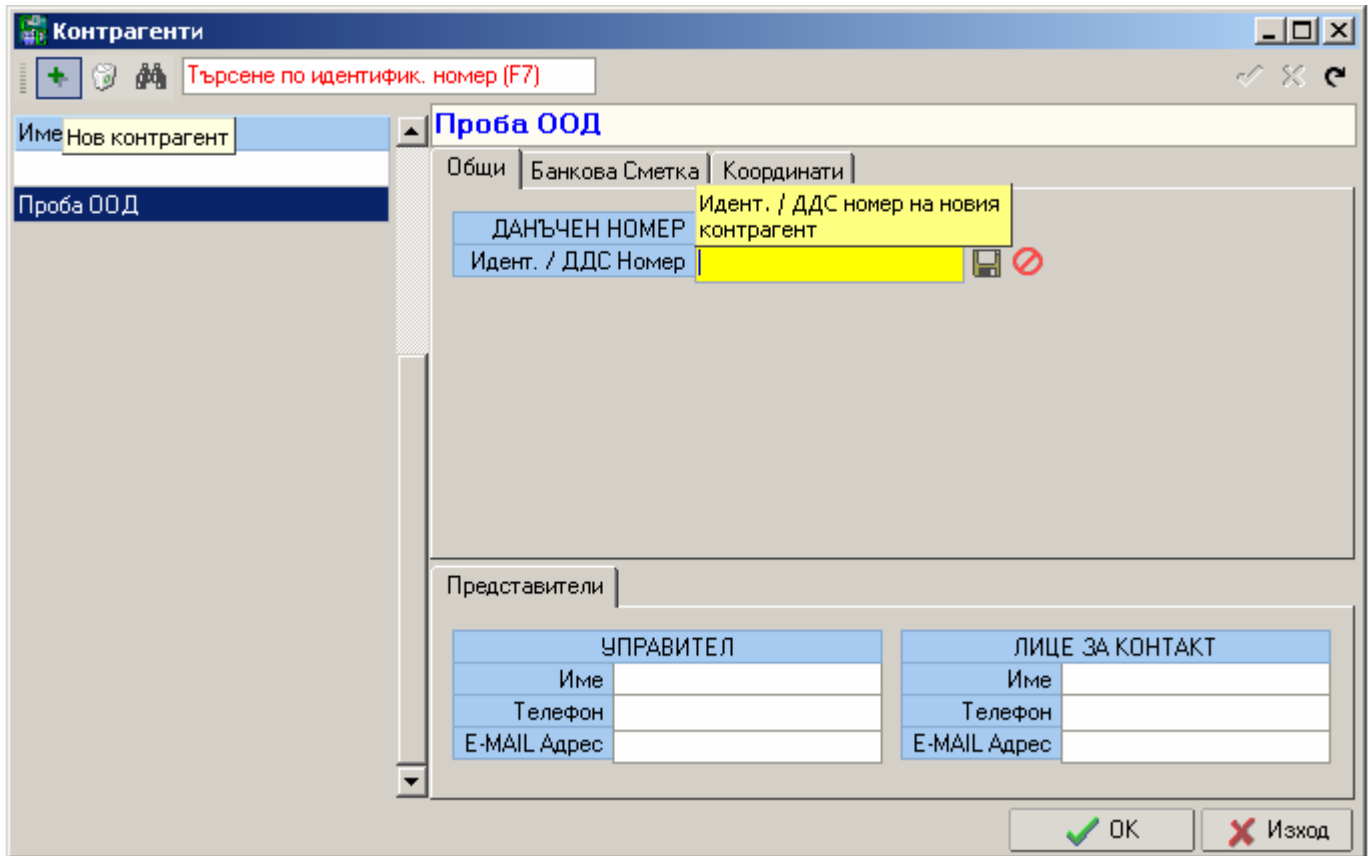 Контрагенти
Търсене по идентифик. номер (F7)
Име
Нов контрагент
Проба ООД
Проба ООД
Общи
Банкова Сметка
Координати
Идент. / ДДС номер на новия
контрагент
ДАНЪЧЕН НОМЕР
Идент. / ДДС Номер
Представители
УПРАВИТЕЛ
Име
Телефон
E-MAIL Адрес
ЛИЦЕ ЗА КОНТАКТ
Име
Телефон
E-MAIL Адрес
OK
Изход